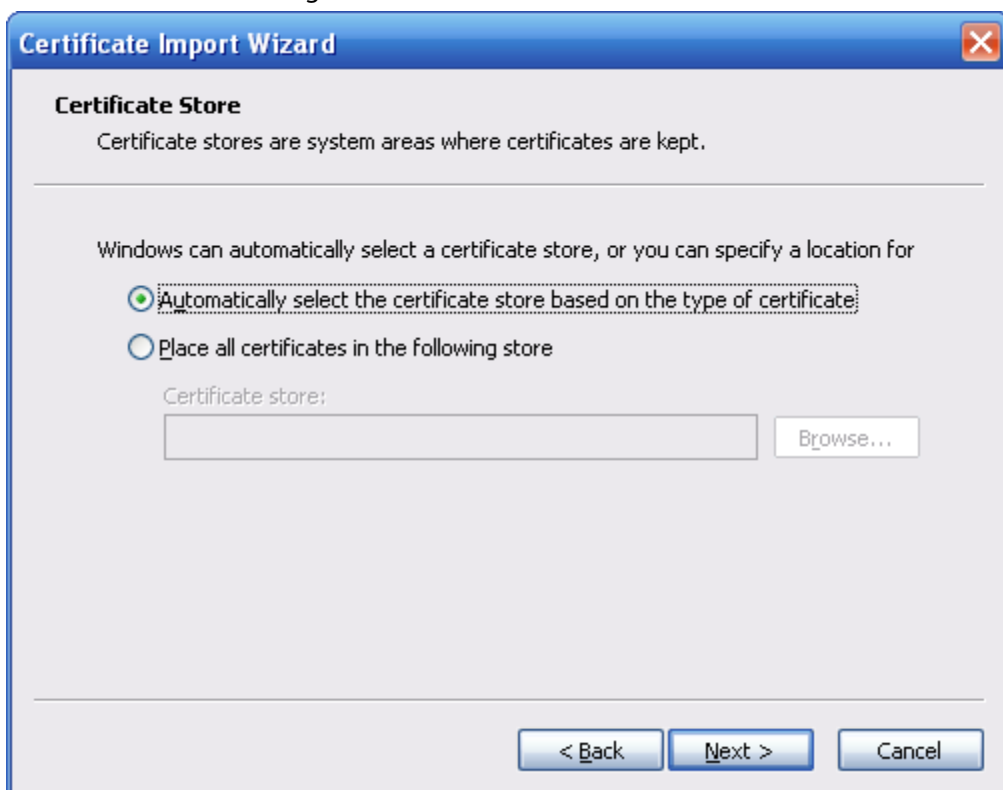 Certificate Import Wizard
Certificate Store
Certificate stores are system areas where certificates are kept.
Windows can automatically select a certificate store, or you can specify a location for
Automatically select the certificate store based on the type of certificate
Place all certificates in the following store
Certificate store:
Browse...
< Back Next > Cancel